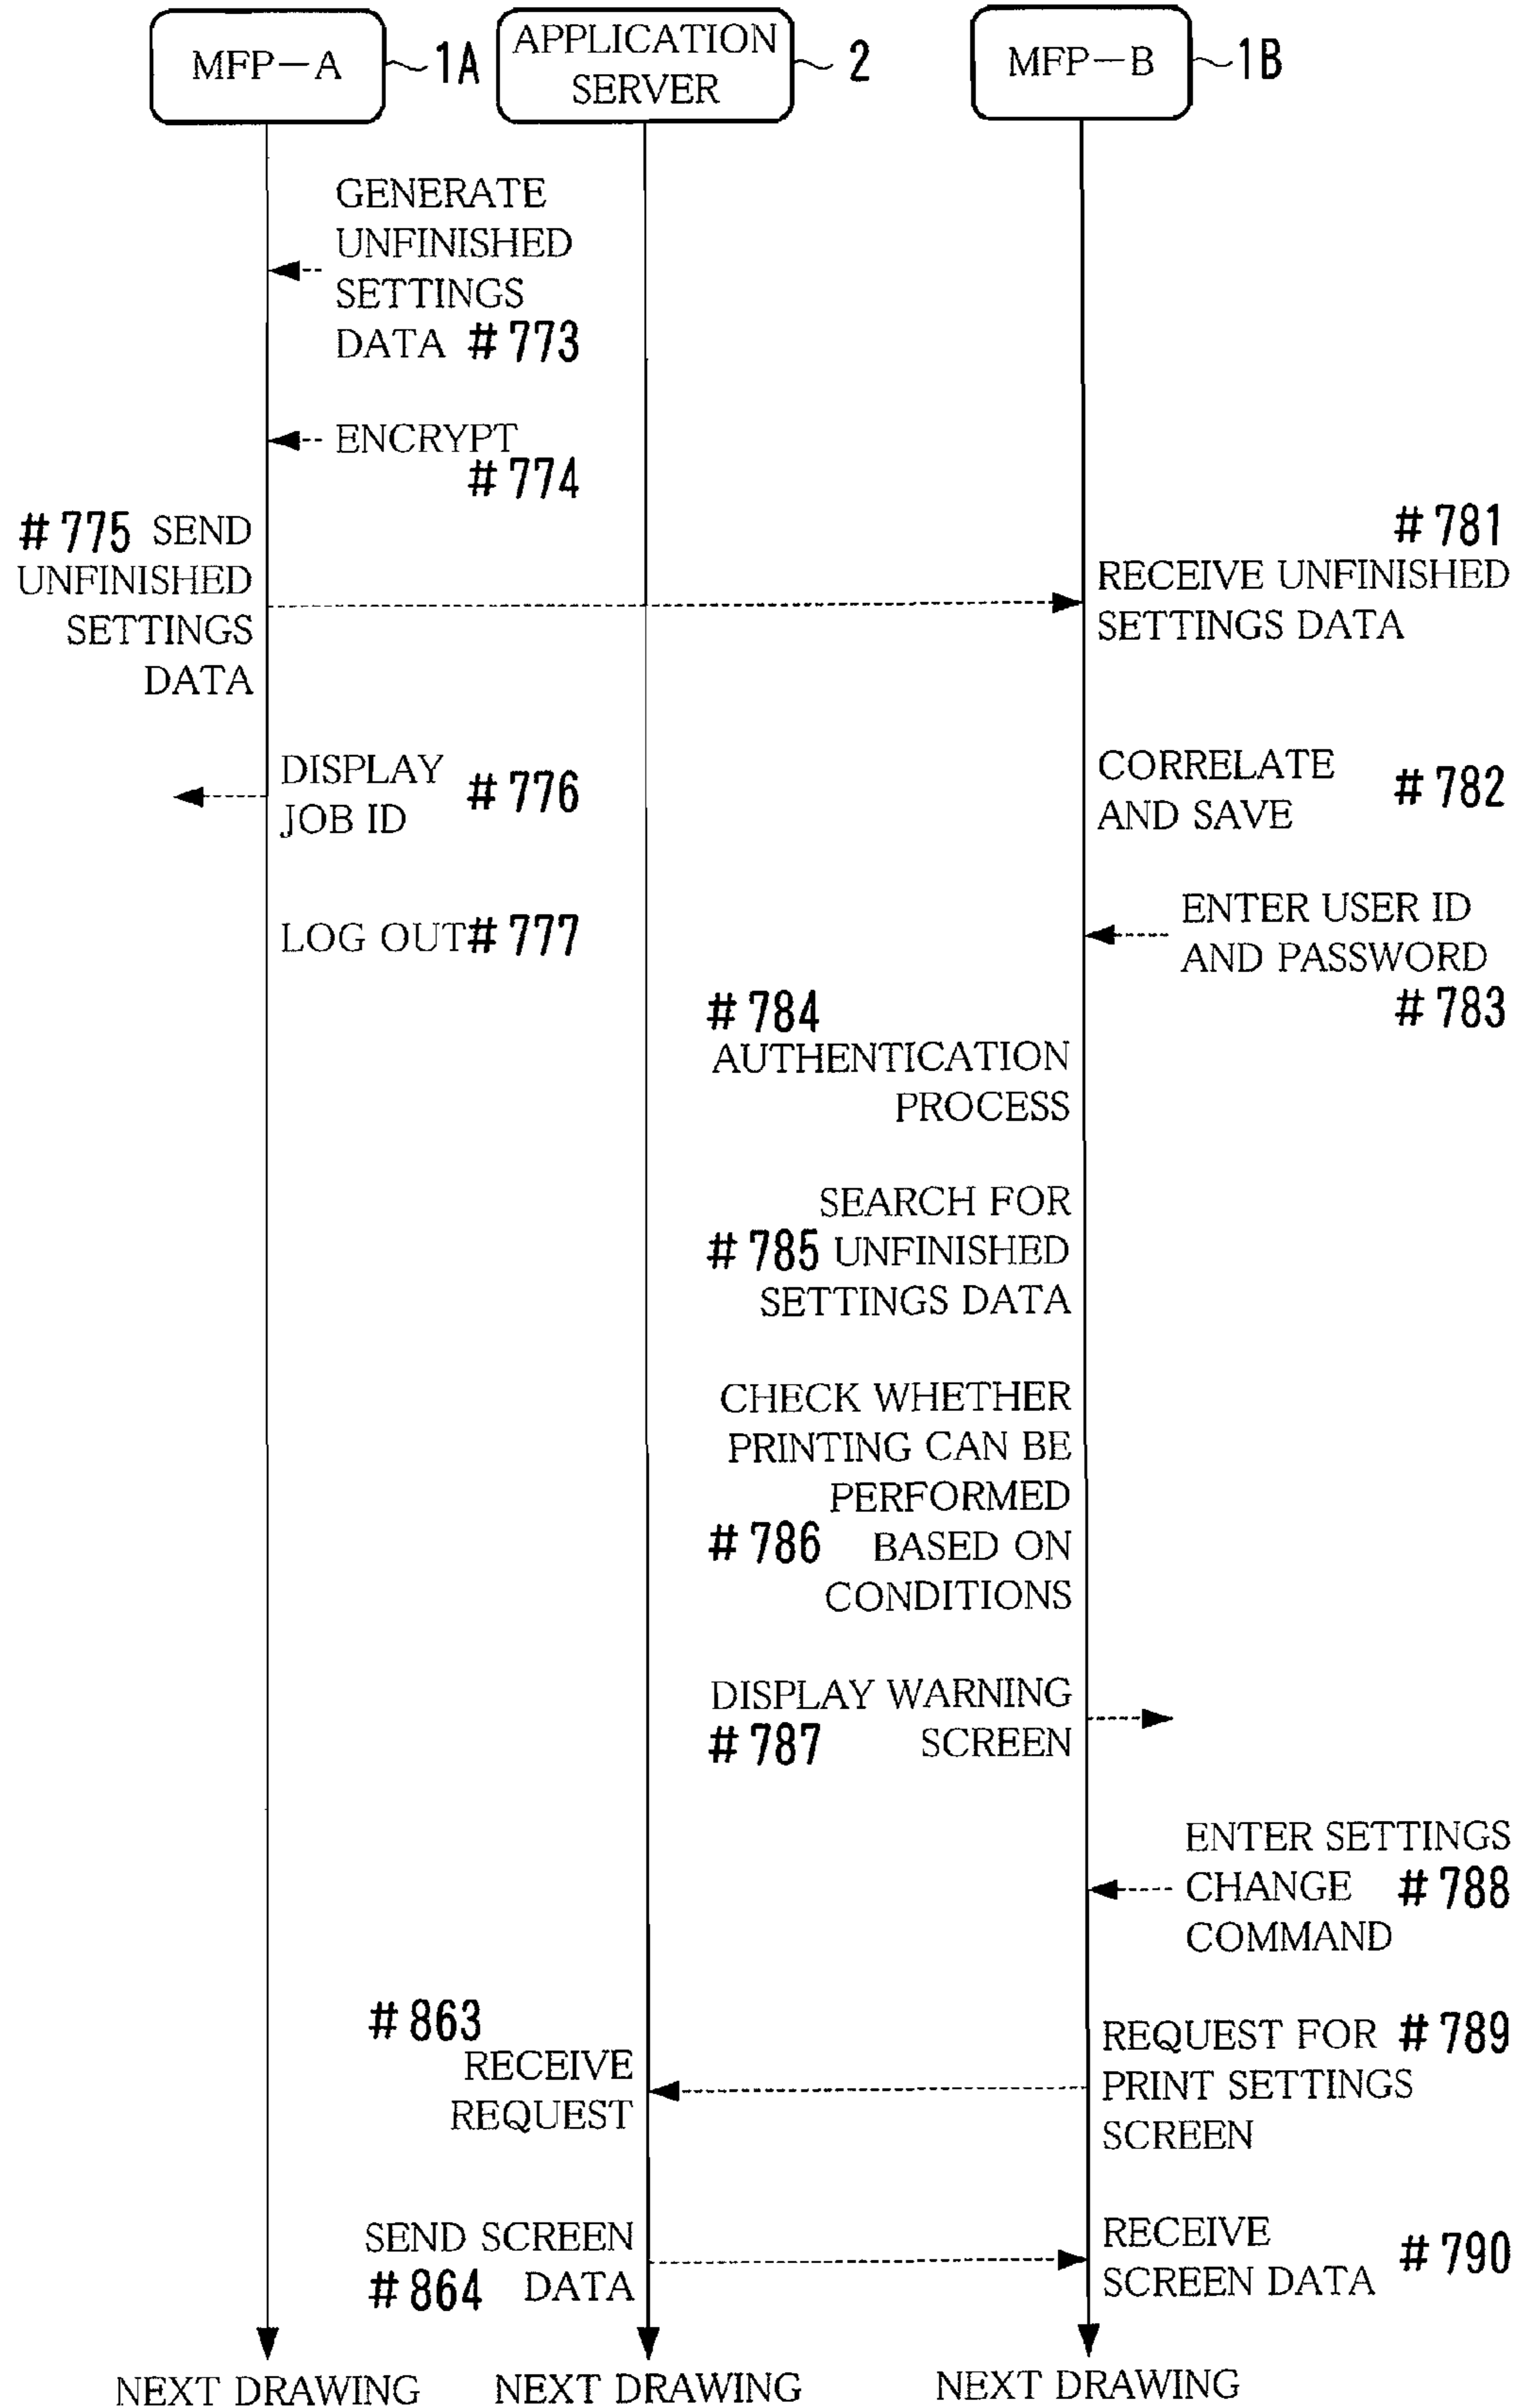 MFP-A
1A
APPLICATION
SERVER
2
MFP-B
1B
GENERATE
UNFINISHED
SETTINGS
DATA #773
ENCRYPT
#774
#775 SEND
UNFINISHED
SETTINGS
DATA
#781
RECEIVE UNFINISHED
SETTINGS DATA
DISPLAY
JOB ID #776
CORRELATE
AND SAVE #782
LOG OUT #777
ENTER USER ID
AND PASSWORD
#783
#784
AUTHENTICATION
PROCESS
SEARCH FOR
#785 UNFINISHED
SETTINGS DATA
CHECK WHETHER
PRINTING CAN BE
PERFORMED
#786 BASED ON
CONDITIONS
DISPLAY WARNING
#787 SCREEN
ENTER SETTINGS
CHANGE #788
COMMAND
#863
RECEIVE
REQUEST
REQUEST FOR #789
PRINT SETTINGS
SCREEN
SEND SCREEN
#864 DATA
RECEIVE
SCREEN DATA #790
NEXT DRAWING
NEXT DRAWING
NEXT DRAWING